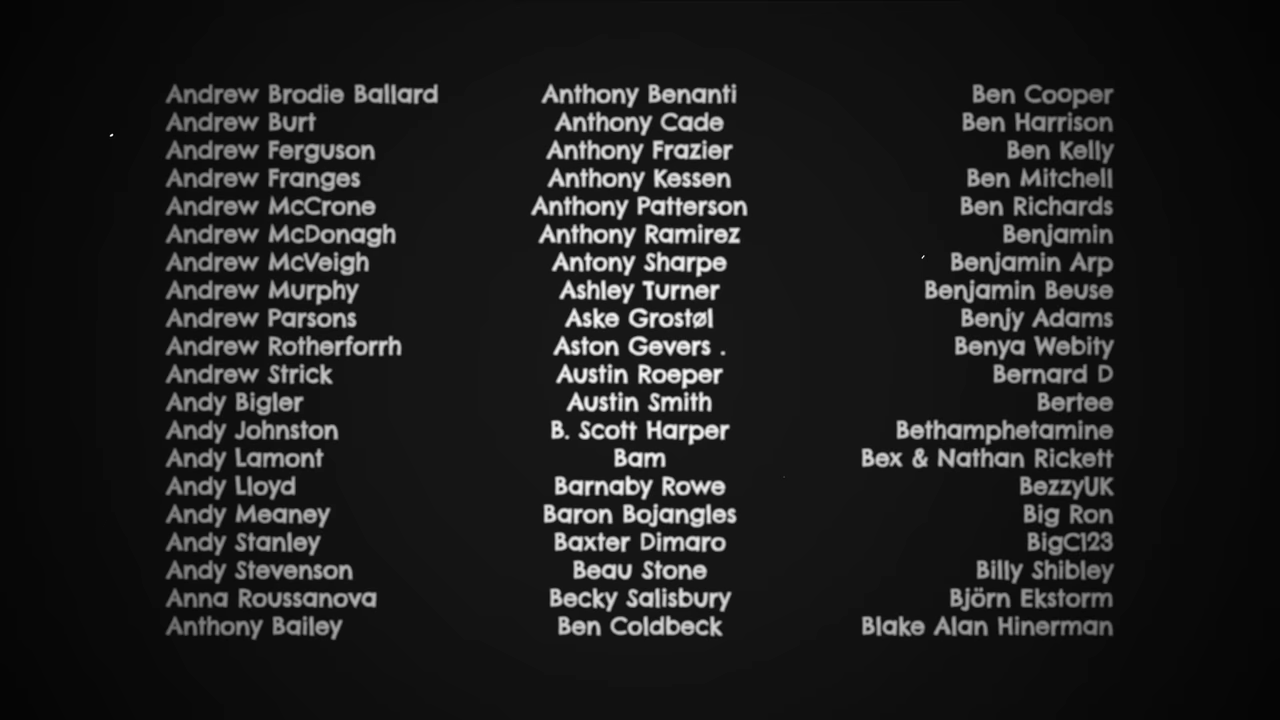 Andrew Brodie Ballard
Andrew Burt
Andrew Ferguson
Andrew Franges
Andrew McCrone
Andrew McDonagh
Andrew McVeigh
Andrew Murphy
Andrew Parsons
Andrew Rotherforrh
Andrew Strick
Andy Bigler
Andy Johnston
Andy Lamont
Andy Lloyd
Andy Meaney
Andy Stanley
Andy Stevenson
Anna Roussanova
Anthony Bailey
Anthony Benanti
Anthony Cade
Anthony Frazier
Anthony Kessen
Anthony Patterson
Anthony Ramirez
Antony Sharpe
Ashley Turner
Aske Grostøl
Aston Gevers .
Austin Roeper
Austin Smith
B. Scott Harper
Bam
Barnaby Rowe
Baron Bojangles
Baxter Dimaro
Beau Stone
Becky Salisbury
Ben Coldbeck
Ben Cooper
Ben Harrison
Ben Kelly
Ben Mitchell
Ben Richards
Benjamin
Benjamin Arp
Benjamin Beuse
Benjy Adams
Benya Webity
Bernard D
Bertee
Bethamphetamine
Bex & Nathan Rickett
BezzyUK
Big Ron
BigC123
Billy Shibley
Björn Ekstorm
Blake Alan Hinerman